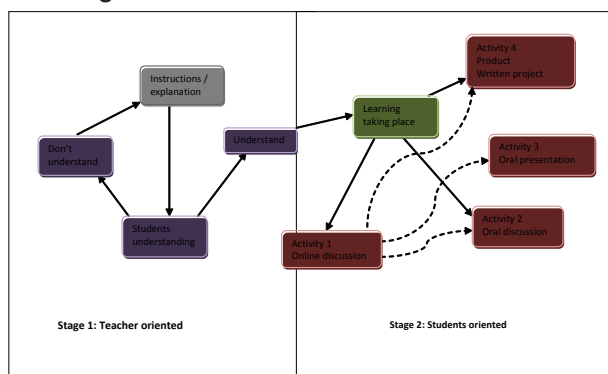 Instructions /
explanation
Don't
understand
Students
understanding
Understand
Learning
taking place
Activity 4
Product
Written project
Activity 3
Oral presentation
Activity 2
Oral discussion
Activity 1
Online discussion
Stage 1: Teacher oriented
Stage 2: Students oriented